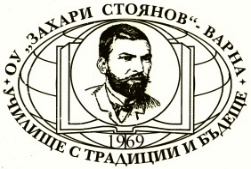 ОУ „ЗАХАРИ СТОЯНОВ“ - ВАРНА
1969
• УЧИЛИЩЕ С ТРАДИЦИИ И БЪДЕЩЕ •